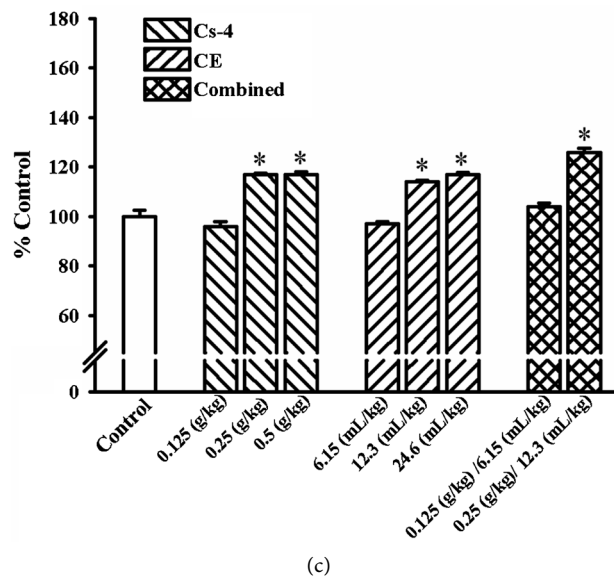 180
160
140
120
100
80
60
0
% Control
Cs-4
CE
Combined
*
*
*
*
*
Control
0.125 (g/kg)
0.25 (g/kg)
0.5 (g/kg)
6.15 (mL/kg)
12.3 (mL/kg)
24.6 (mL/kg)
0.125 (g/kg) /6.15 (mL/kg)
0.25 (g/kg)/ 12.3 (mL/kg)
(c)